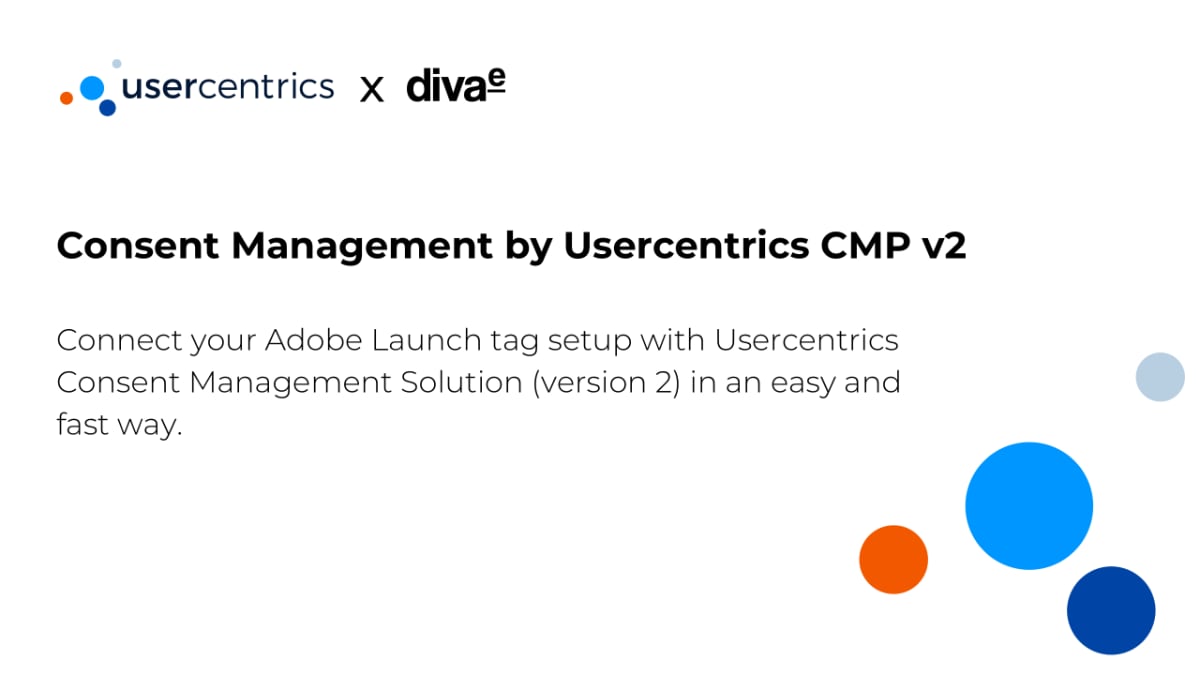 usercentrics x divae
Consent Management by Usercentrics CMP v2
Connect your Adobe Launch tag setup with Usercentrics
Consent Management Solution (version 2) in an easy and
fast way.